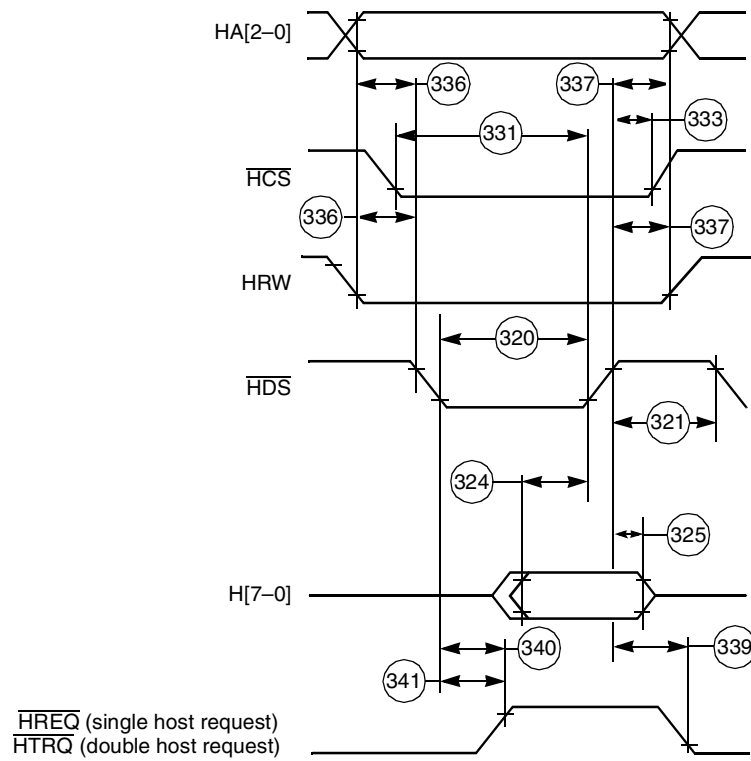 HA[2–0]
336
337
333
331
HCS
336
337
HRW
320
HDS
321
324
325
H[7–0]
340
339
341
HREQ (single host request)
HTRQ (double host request)